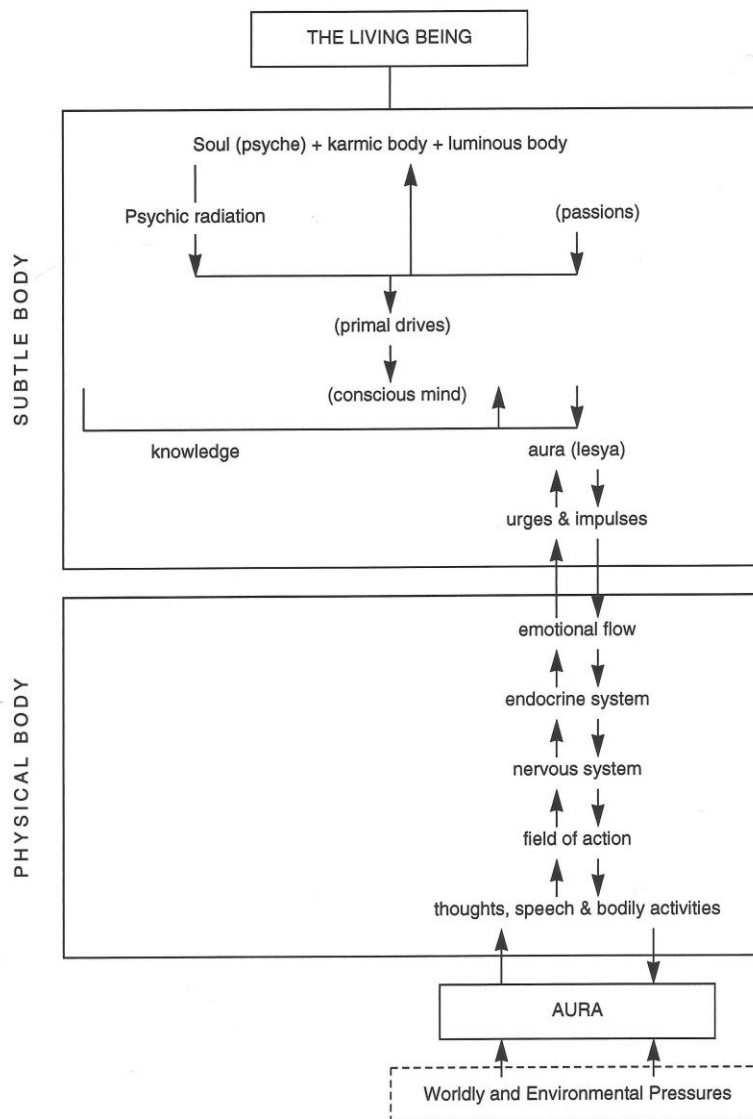 THE LIVING BEING
SUBTLE BODY
Soul (psyche) + karmic body + luminous body
Psychic radiation
(passions)
(primal drives)
(conscious mind)
knowledge
aura (lesya)
urges & impulses
PHYSICAL BODY
emotional flow
endocrine system
nervous system
field of action
thoughts, speech & bodily activities
AURA
Worldly and Environmental Pressures